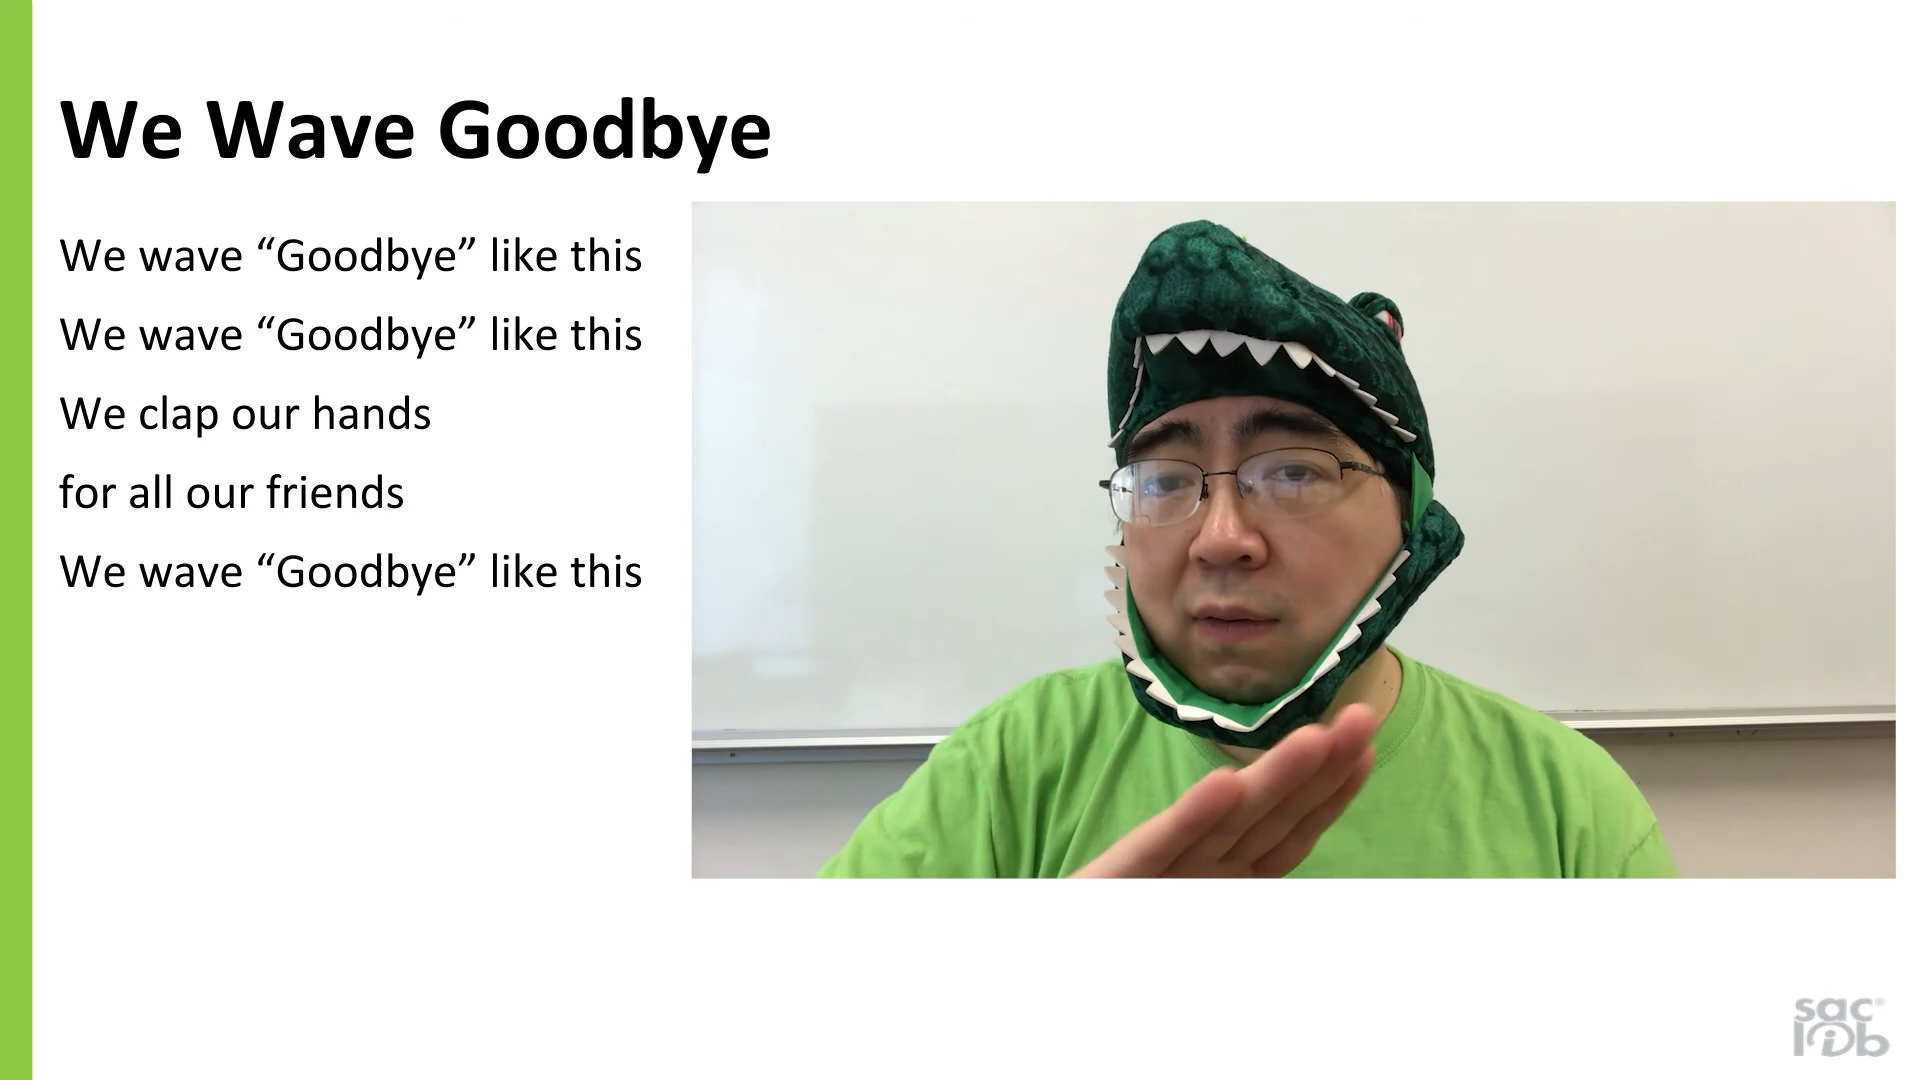 We Wave Goodbye
We wave “Goodbye” like this
We wave “Goodbye” like this
We clap our hands
for all our friends
We wave “Goodbye” like this
sac®
lib